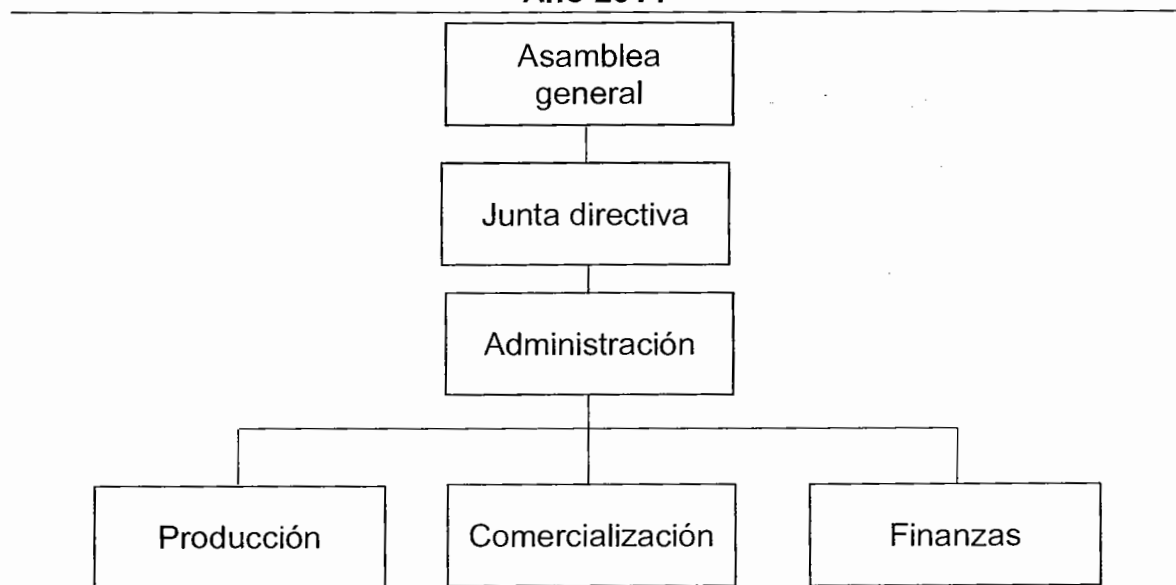 Asamblea
general
Junta directiva
Administración
Producción
Comercialización
Finanzas